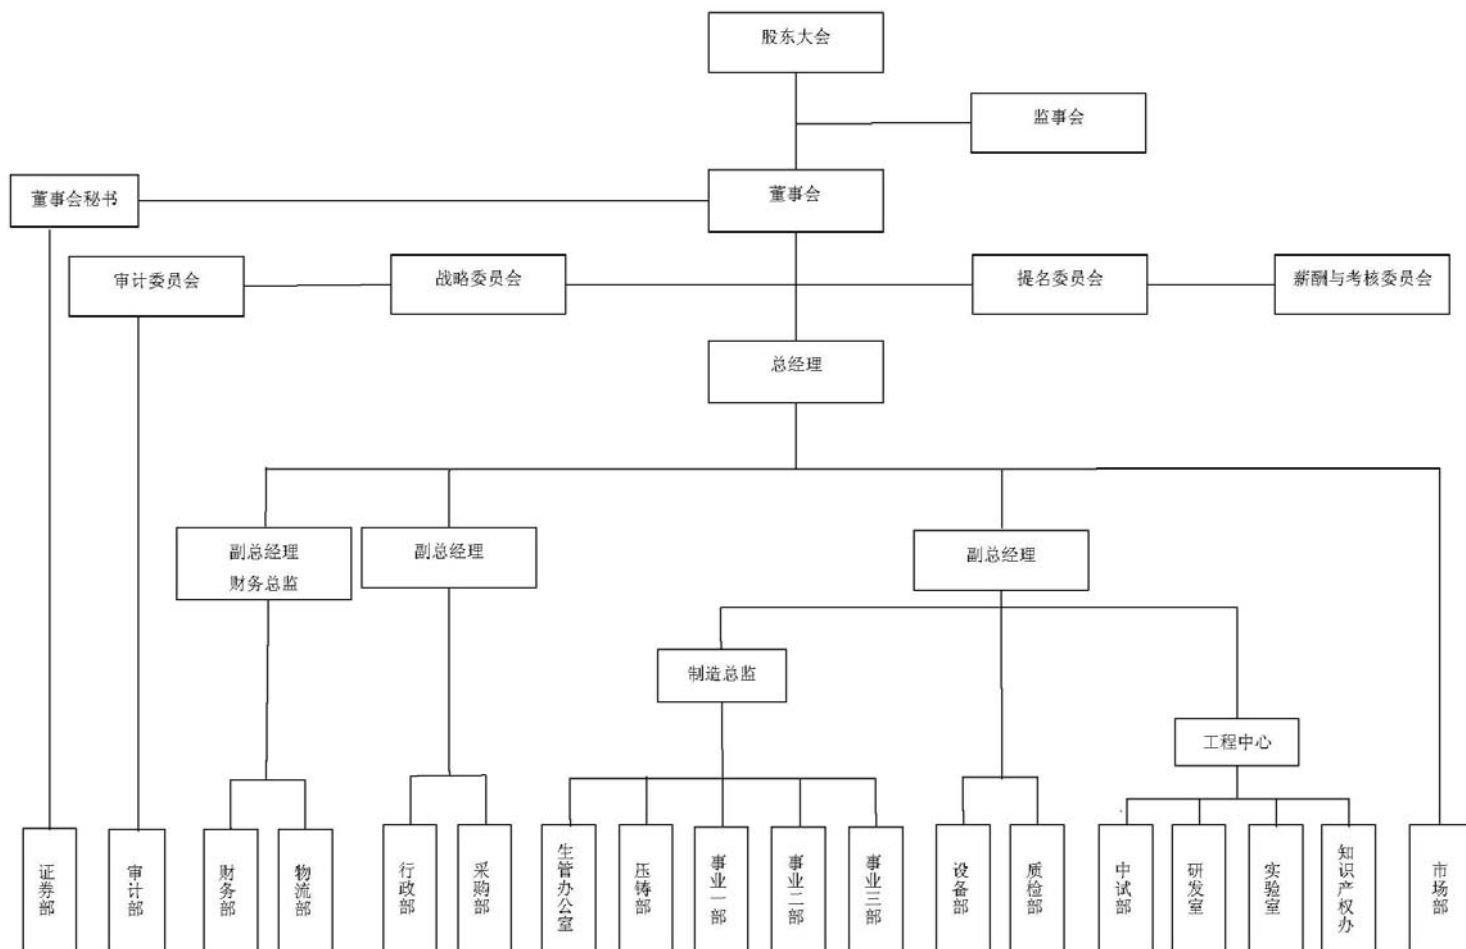 股东大会
监事会
董事会
董事会秘书
审计委员会
战略委员会
提名委员会
薪酬与考核委员会
总经理
副总经理
财务总监
副总经理
副总经理
制造总监
工程中心
证券部
审计部
财务部
物流部
行政部
采购部
生管办公室
压铸部
事业一部
事业二部
事业三部
设备部
质检部
中试部
研发室
实验室
知识产权办
市场部